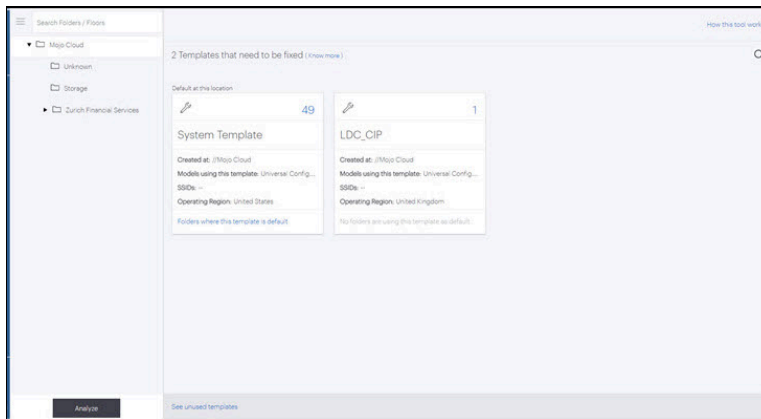 Search Folders / Floors
How this tool work
Mojo Cloud
Unknown
Storage
Zurich Financial Services
2 Templates that need to be fixed (Know more)
Default at this location
49
System Template
Created at: //Mojo Cloud
Models using this template: Universal Config...
SSIDs: --
Operating Region: United States
Folders where this template is default
1
LDC_CIP
Created at: //Mojo Cloud
Models using this template: Universal Config...
SSIDs: --
Operating Region: United Kingdom
No folders are using this template as default.
Analyze
See unused templates